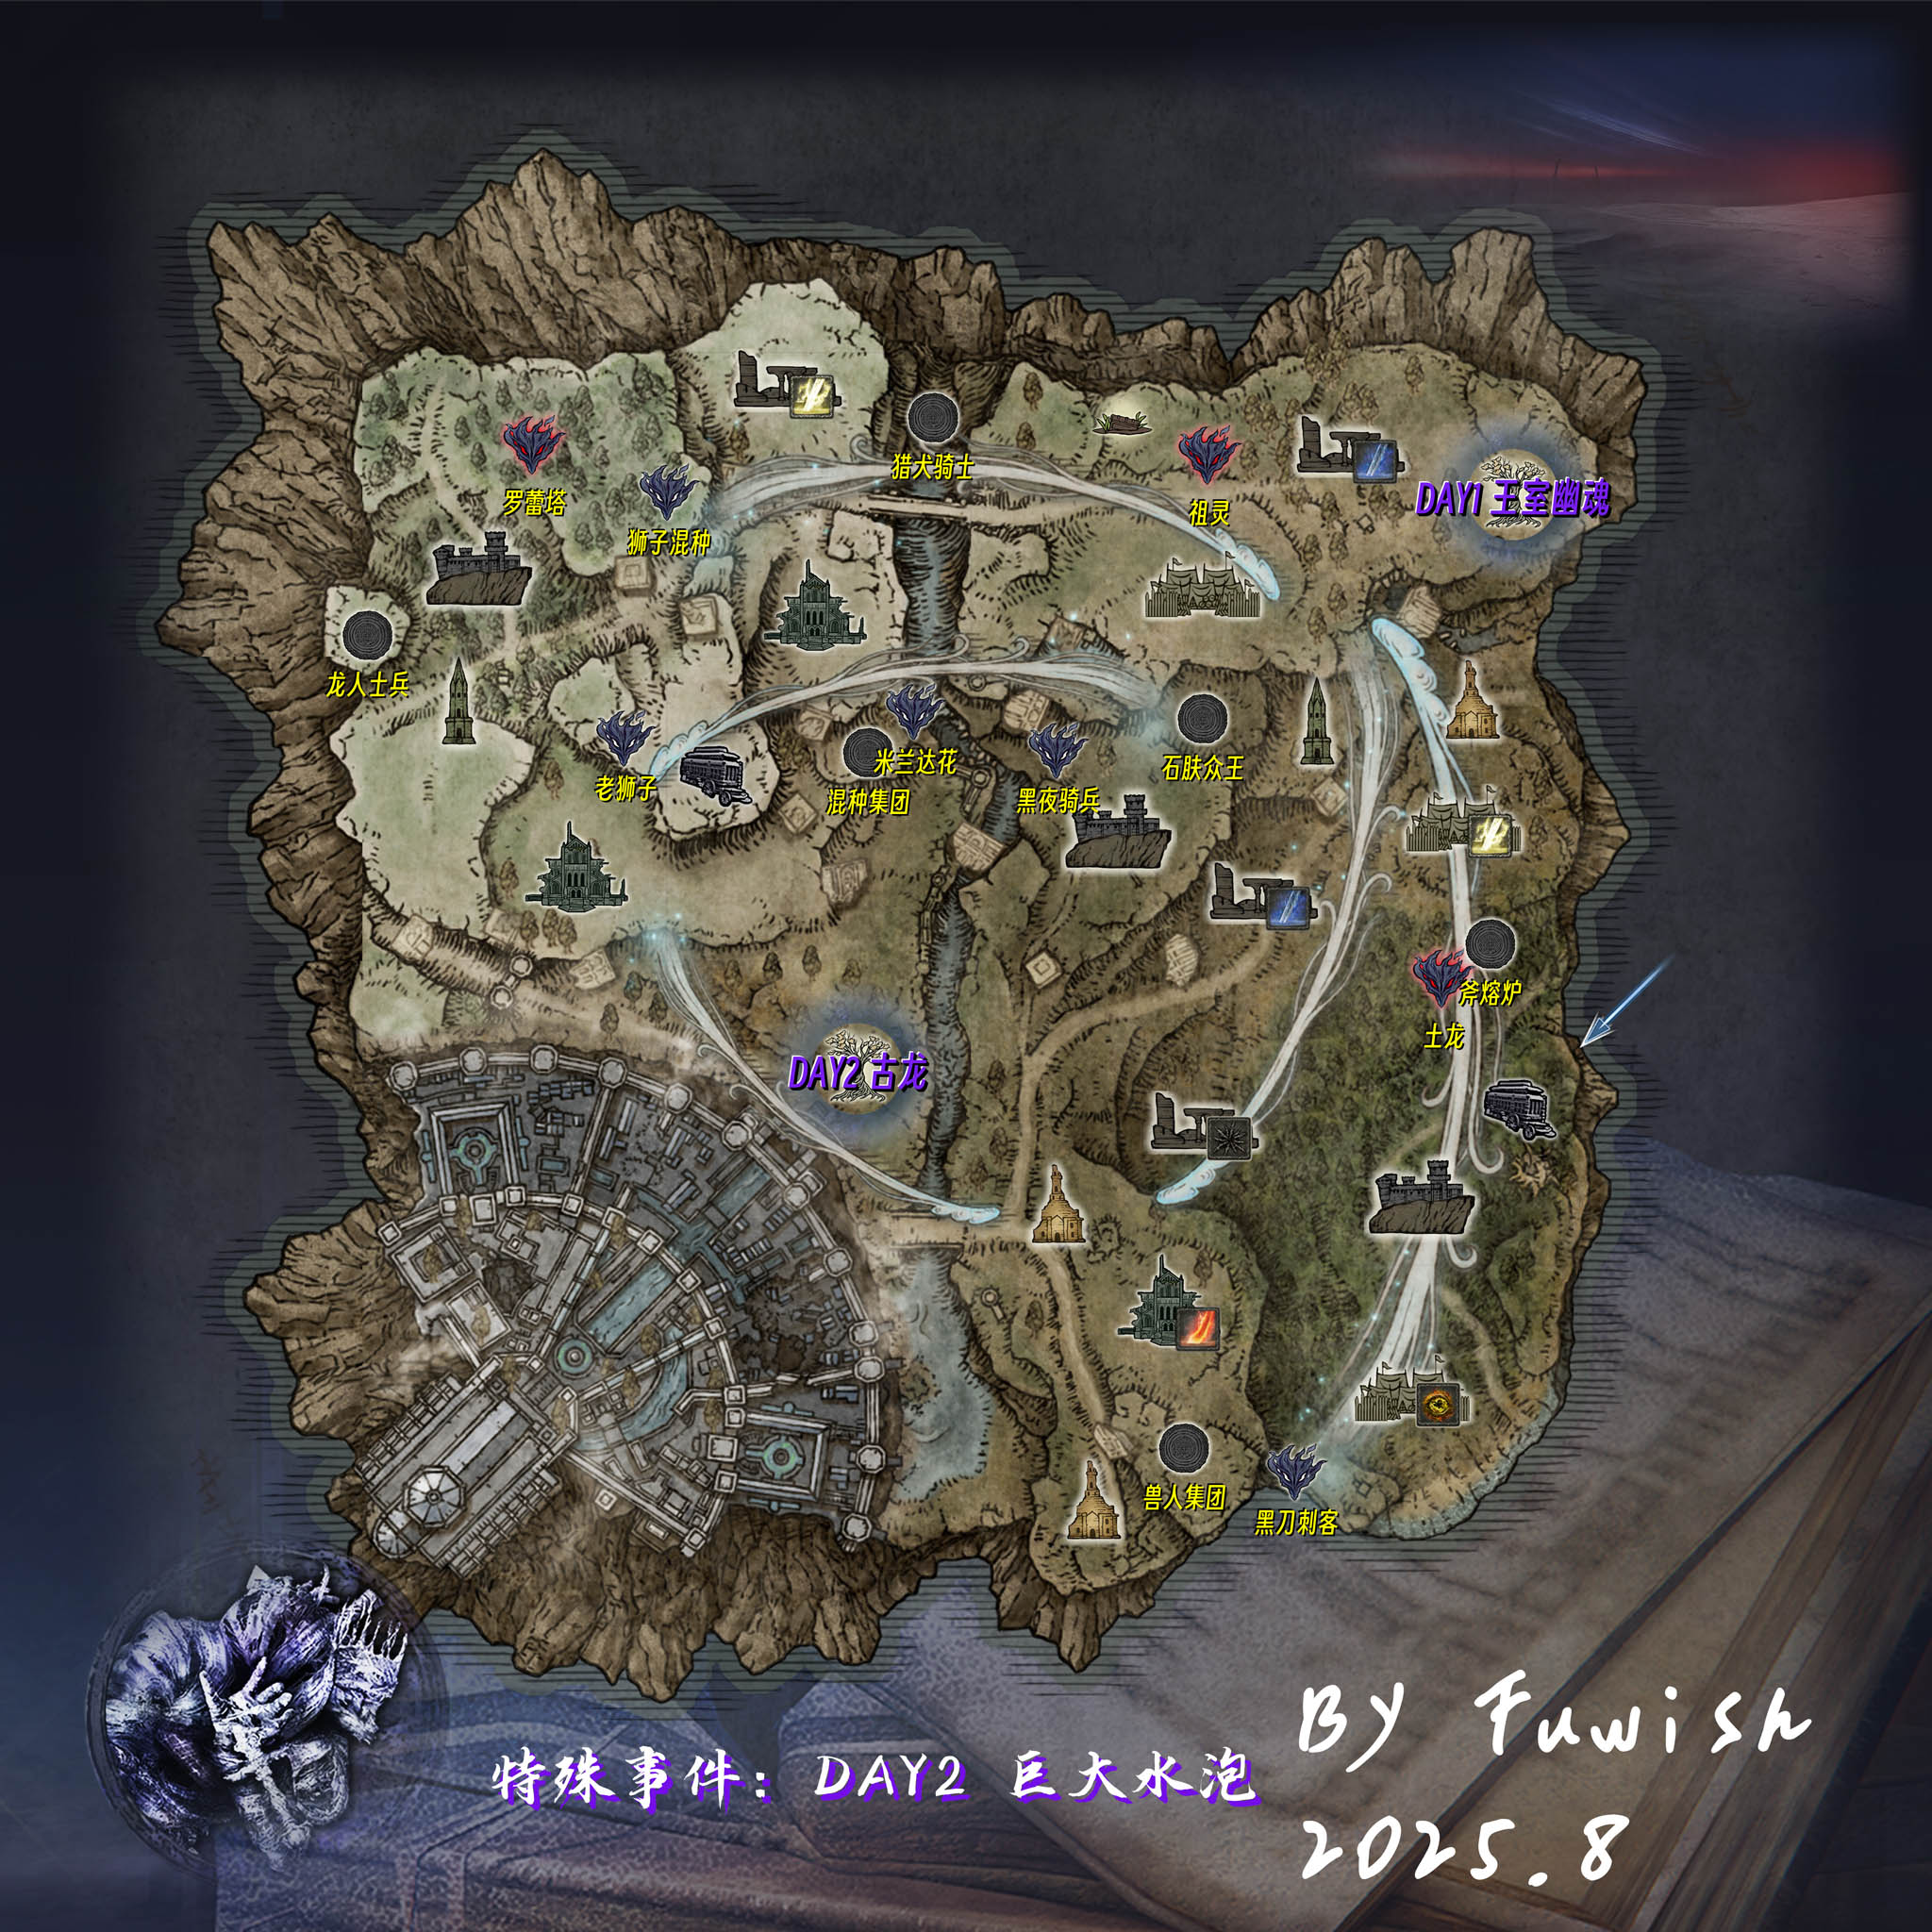 猎犬骑士
罗蕾塔
狮子混种
祖灵
DAY1 王室幽魂
龙人士兵
老狮子
米兰达花
混种集团
黑夜骑兵
石肤众王
斧熔炉
土龙
DAY2 古龙
兽人集团
黑刀刺客
特殊事件：DAY2 巨大水泡
BY Fuwish
2025.8